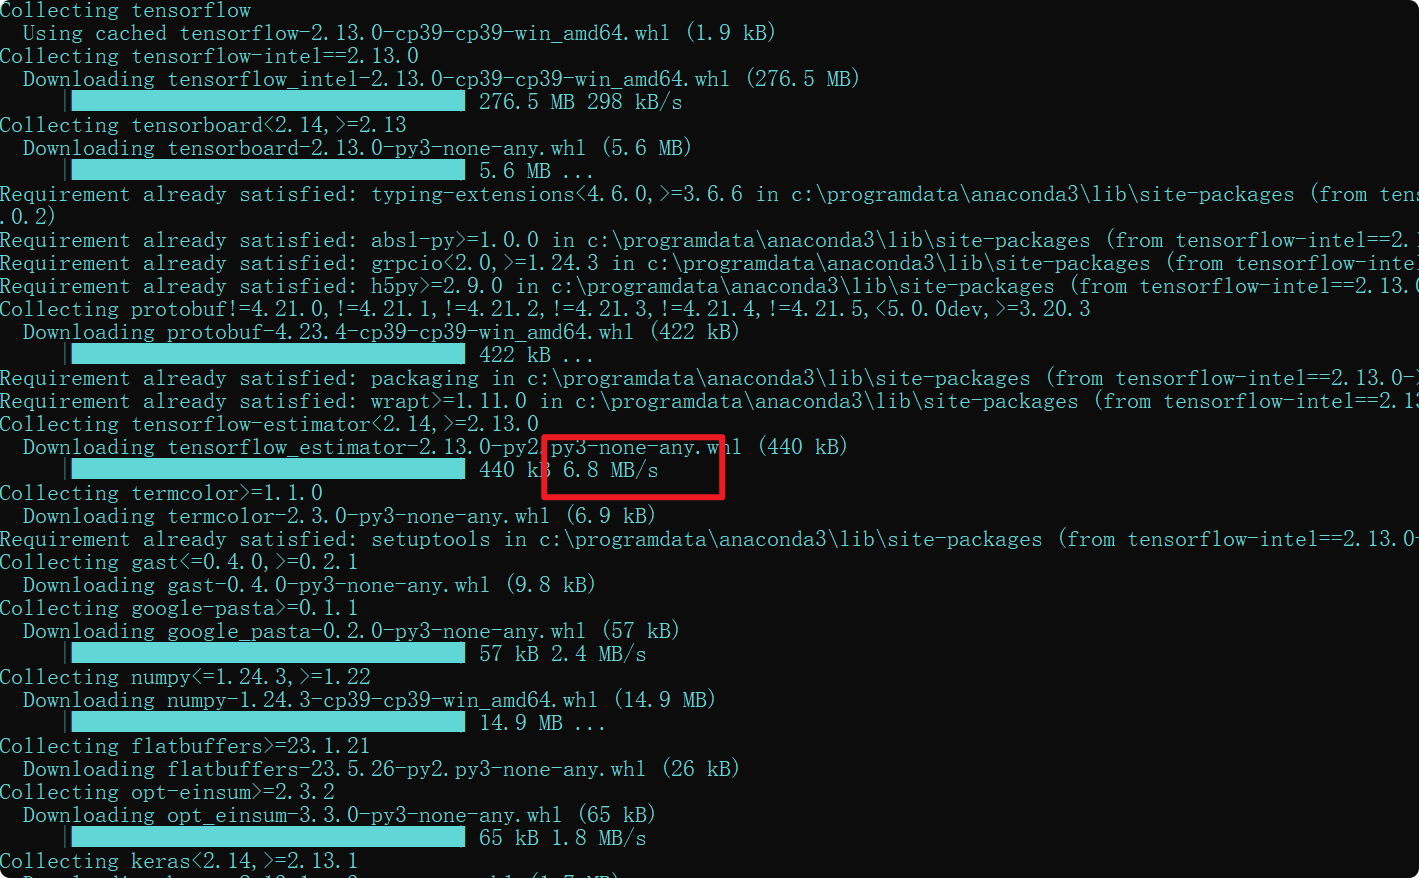 Collecting tensorflow
Using cached tensorflow-2.13.0-cp39-cp39-win_amd64.whl (1.9 kB)
Collecting tensorflow-intel==2.13.0
Downloading tensorflow_intel-2.13.0-cp39-cp39-win_amd64.whl (276.5 MB)
276.5 MB 298 kB/s
Collecting tensorboard<2.14,>=2.13
Downloading tensorboard-2.13.0-py3-none-any.whl (5.6 MB)
5.6 MB ...
Requirement already satisfied: typing-extensions<4.6.0,>=3.6.6 in c:\programdata\anaconda3\lib\site-packages (from tens
.0.2)
Requirement already satisfied: absl-py>=1.0.0 in c:\programdata\anaconda3\lib\site-packages (from tensorflow-intel==2.1
Requirement already satisfied: grpcio<2.0,>=1.24.3 in c:\programdata\anaconda3\lib\site-packages (from tensorflow-intel
Requirement already satisfied: h5py>=2.9.0 in c:\programdata\anaconda3\lib\site-packages (from tensorflow-intel==2.13.0
Collecting protobuf!=4.21.0,!=4.21.1,!=4.21.2,!=4.21.3,!=4.21.4,!=4.21.5,<5.0.0dev,>=3.20.3
Downloading protobuf-4.23.4-cp39-cp39-win_amd64.whl (422 kB)
422 kB ...
Requirement already satisfied: packaging in c:\programdata\anaconda3\lib\site-packages (from tensorflow-intel==2.13.0->
Requirement already satisfied: wrapt>=1.11.0 in c:\programdata\anaconda3\lib\site-packages (from tensorflow-intel==2.13
Collecting tensorflow-estimator<2.14,>=2.13.0
Downloading tensorflow_estimator-2.13.0-py2.py3-none-any.whl (440 kB)
440 kB 6.8 MB/s
Collecting termcolor>=1.1.0
Downloading termcolor-2.3.0-py3-none-any.whl (6.9 kB)
Requirement already satisfied: setuptools in c:\programdata\anaconda3\lib\site-packages (from tensorflow-intel==2.13.0-
Collecting gast<=0.4.0,>=0.2.1
Downloading gast-0.4.0-py3-none-any.whl (9.8 kB)
Collecting google-pasta>=0.1.1
Downloading google_pasta-0.2.0-py3-none-any.whl (57 kB)
57 kB 2.4 MB/s
Collecting numpy<=1.24.3,>=1.22
Downloading numpy-1.24.3-cp39-cp39-win_amd64.whl (14.9 MB)
14.9 MB ...
Collecting flatbuffers>=23.1.21
Downloading flatbuffers-23.5.26-py2.py3-none-any.whl (26 kB)
Collecting opt-einsum>=2.3.2
Downloading opt_einsum-3.3.0-py3-none-any.whl (65 kB)
65 kB 1.8 MB/s
Collecting keras<2.14,>=2.13.1